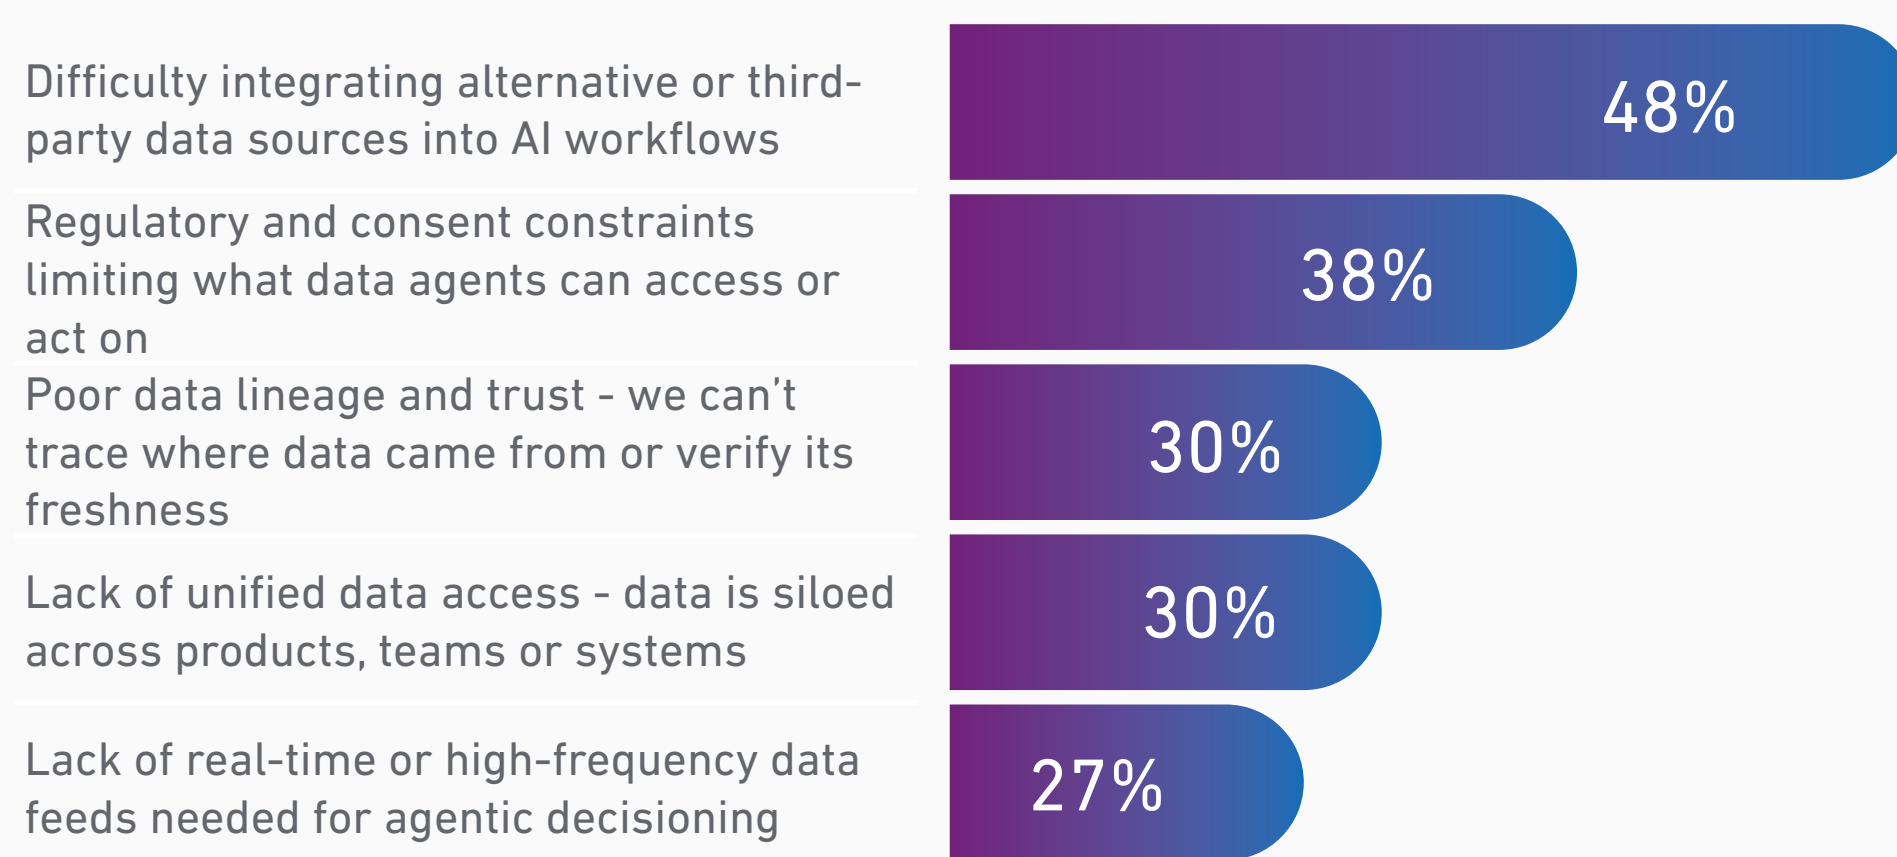 Difficulty integrating alternative or third-
party data sources into AI workflows
48%
Regulatory and consent constraints
limiting what data agents can access or
act on
38%
Poor data lineage and trust - we can’t
trace where data came from or verify its
freshness
30%
Lack of unified data access - data is siloed
across products, teams or systems
30%
Lack of real-time or high-frequency data
feeds needed for agentic decisioning
27%